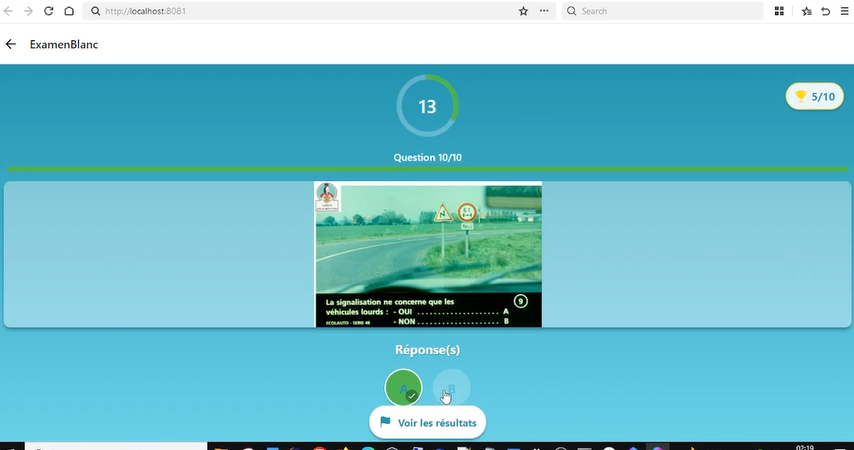 http://localhost:8081
Search
ExamenBlanc
13
5/10
Question 10/10
La signalisation ne concerne que les
9
véhicules lourds : - OUI ..................... A
ECOLAUTO - SERIE 48 - NON ..................... B
Réponse(s)
A
B
Voir les résultats
02:19